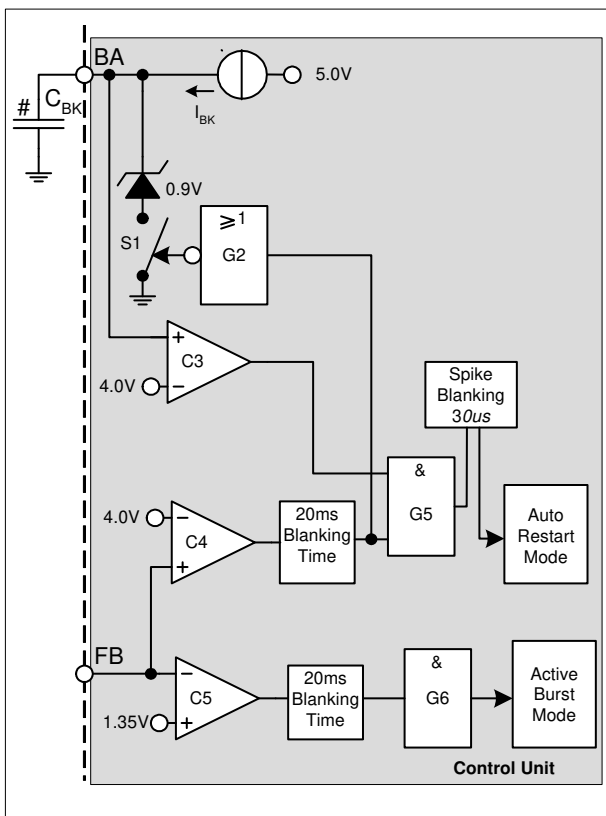 BA
5.0V
# C_BK
I_BK
0.9V
S1
≥1
G2
+
C3
4.0V
−
Spike
Blanking
30us
&
G5
4.0V
−
C4
+
20ms
Blanking
Time
Auto
Restart
Mode
FB
−
C5
1.35V
+
20ms
Blanking
Time
&
G6
Active
Burst
Mode
Control Unit